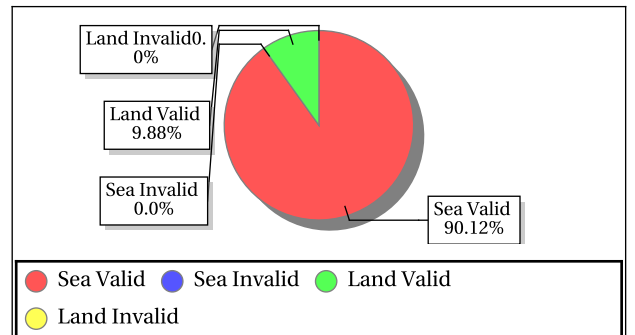 Land Invalid0.
0%
Land Valid
9.88%
Sea Invalid
0.0%
Sea Valid
90.12%
Sea Valid Sea Invalid Land Valid
Land Invalid